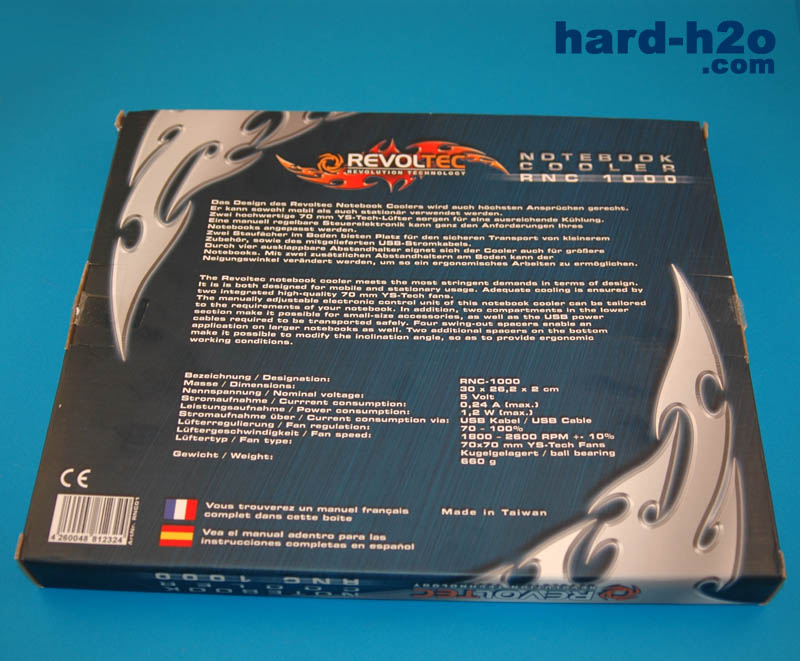 hard-h2o
.com
REVOLTEC
REVOLUTION TECHNOLOGY
NOTEBOOK
COOLER
RNC 1000
Das Design des Revoltec Notebook Coolers wird auch höchsten Ansprüchen gerecht.
Er kann sowohl mobil als auch stationär verwendet werden.
Zwei hochwertige 70 mm YS-Tech-Lüfter sorgen für eine ausreichende Kühlung.
Eine manuell regelbare Steuerelektronik kann ganz den Anforderungen Ihres
Notebooks angepasst werden.
Zwei Staufächer im Boden bieten Platz für den sicheren Transport von kleinerem
Zubehör, sowie des mitgelieferten USB-Stromkabels.
Durch vier ausklappbare Abstandhalter eignet sich der Cooler auch für größere
Notebooks. Mit zwei zusätzlichen Abstandhaltern am Boden kann der
Neigungswinkel verändert werden, um so ein ergonomisches Arbeiten zu ermöglichen.
The Revoltec notebook cooler meets the most stringent demands in terms of design.
It is is both designed for mobile and stationary usage. Adequate cooling is ensured by
two integrated high-quality 70 mm YS-Tech fans.
The manually adjustable electronic control unit of this notebook cooler can be tailored
to the requirements of your notebook. In addition, two compartments in the lower
section make it possible for small-size accessories, as well as the USB power
cables required to be transported safely. Four swing-out spacers enable an
application on larger notebooks as well. Two additional spacers on the bottom
make it possible to modify the inclination angle, so as to provide ergonomic
working conditions.
Bezeichnung / Designation: RNC-1000
Masse / Dimensions: 30 x 26,2 x 2 cm
Nennspannung / Nominal voltage: 5 Volt
Stromaufnahme / Currrent consumption: 0,24 A (max.)
Leistungaufnahme / Power consumption: 1,2 W (max.)
Stromaufnahme über / Current consumption via: USB Kabel / USB Cable
Lüfterregulierung / Fan regulation: 70 - 100%
Lüftergeschwindigkeit / Fan speed: 1800 - 2600 RPM +- 10%
Lüftertyp / Fan type: 70x70 mm YS-Tech Fans
Kugelgelagert / ball bearing
Gewicht / Weight: 660 g
CE
4 260048 812324
Art-Nr. RNC01
Vous trouverez un manuel français
complet dans cette boite
Made in Taiwan
Vea el manual adentro para las
instrucciones completas en español
NOTEBOOK
COOLER
RNC 1000
REVOLTEC
REVOLUTION TECHNOLOGY